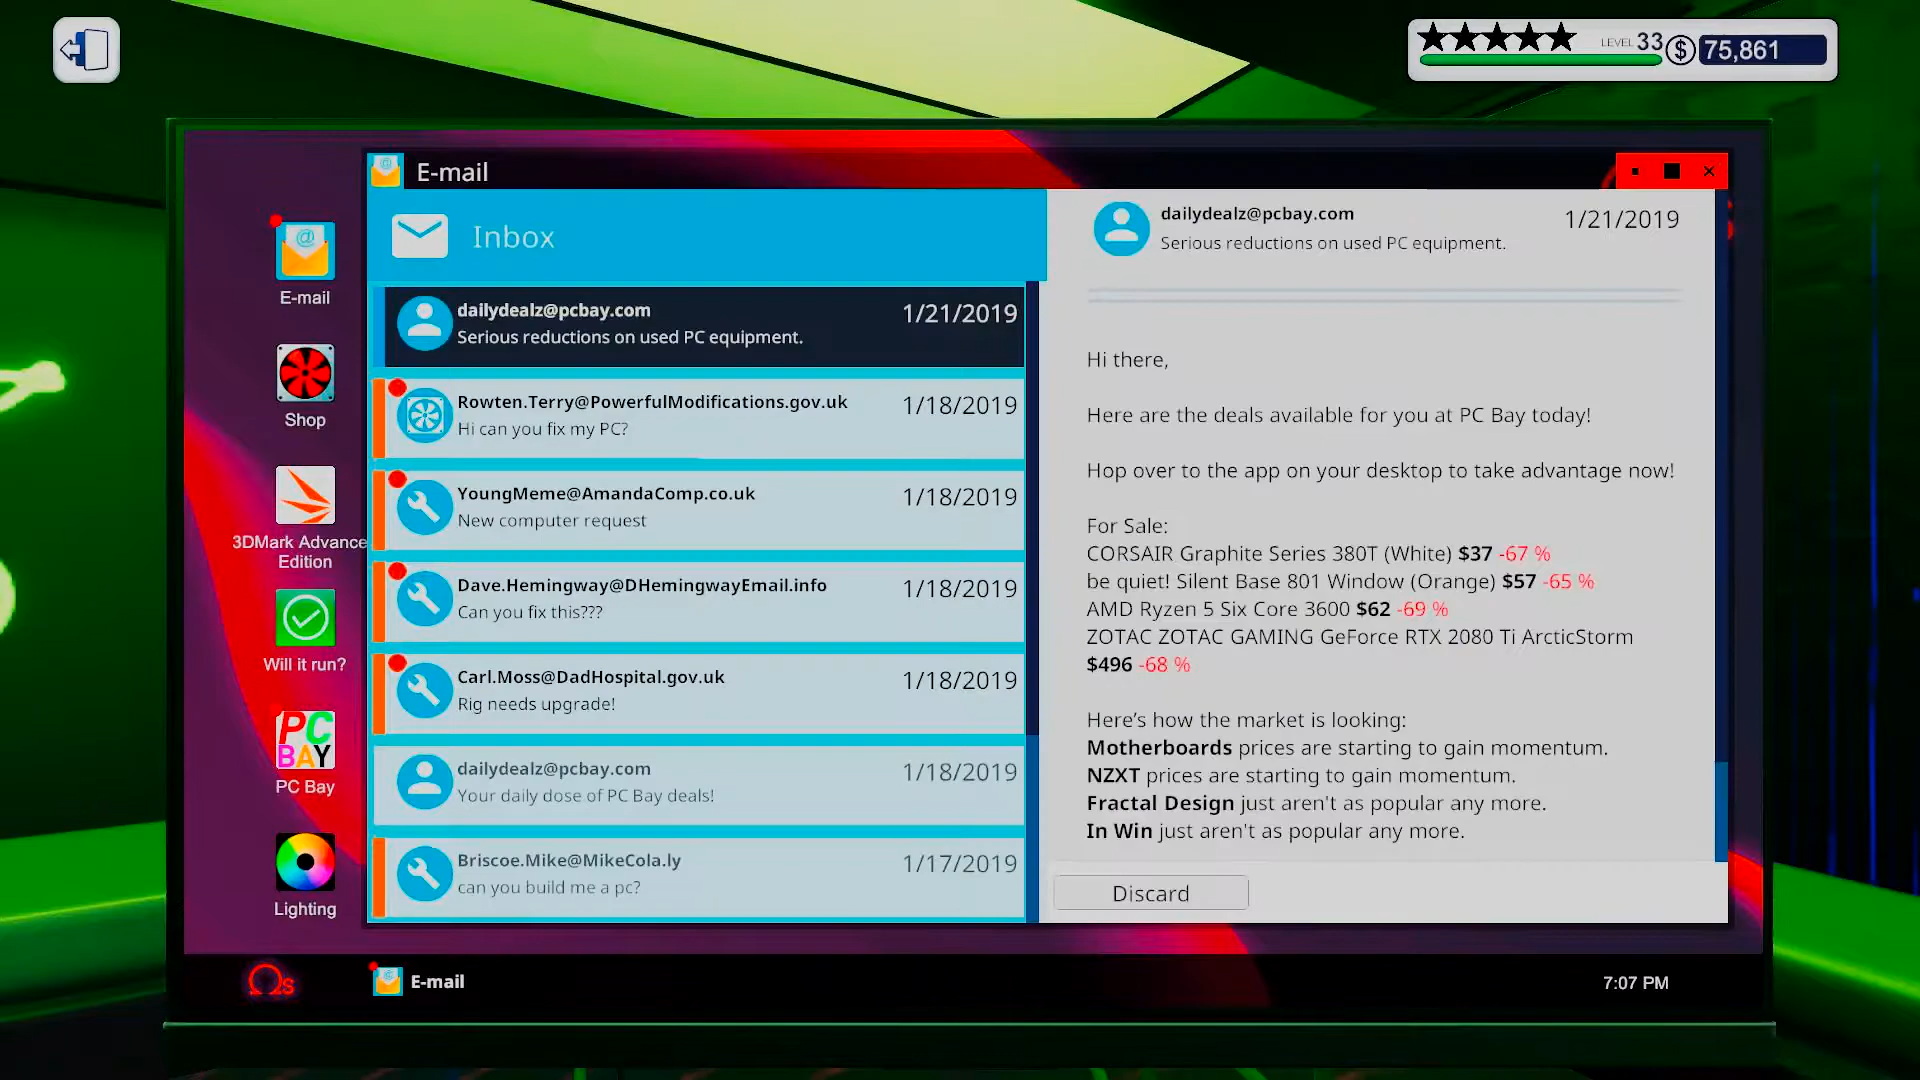 LEVEL 33
$ 75,861
E-mail
Inbox
dailydealz@pcbay.com
1/21/2019
Serious reductions on used PC equipment.
Rowten.Terry@PowerfulModifications.gov.uk
1/18/2019
Hi can you fix my PC?
YoungMeme@AmandaComp.co.uk
1/18/2019
New computer request
Dave.Hemingway@DHemingwayEmail.info
1/18/2019
Can you fix this???
Carl.Moss@DadHospital.gov.uk
1/18/2019
Rig needs upgrade!
dailydealz@pcbay.com
1/18/2019
Your daily dose of PC Bay deals!
Briscoe.Mike@MikeCola.ly
1/17/2019
can you build me a pc?
dailydealz@pcbay.com
1/21/2019
Serious reductions on used PC equipment.
Hi there,
Here are the deals available for you at PC Bay today!
Hop over to the app on your desktop to take advantage now!
For Sale:
CORSAIR Graphite Series 380T (White) $37 -67 %
be quiet! Silent Base 801 Window (Orange) $57 -65 %
AMD Ryzen 5 Six Core 3600 $62 -69 %
ZOTAC ZOTAC GAMING GeForce RTX 2080 Ti ArcticStorm
$496 -68 %
Here's how the market is looking:
Motherboards prices are starting to gain momentum.
NZXT prices are starting to gain momentum.
Fractal Design just aren't as popular any more.
In Win just aren't as popular any more.
Discard
E-mail
Shop
3DMark Advance
Edition
Will it run?
PC
BAY
PC Bay
Lighting
Ωs
E-mail
7:07 PM